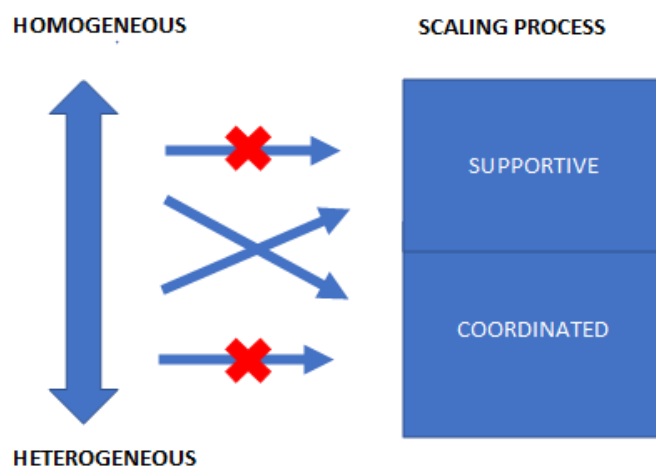 HOMOGENEOUS
SCALING PROCESS
SUPPORTIVE
COORDINATED
HETEROGENEOUS